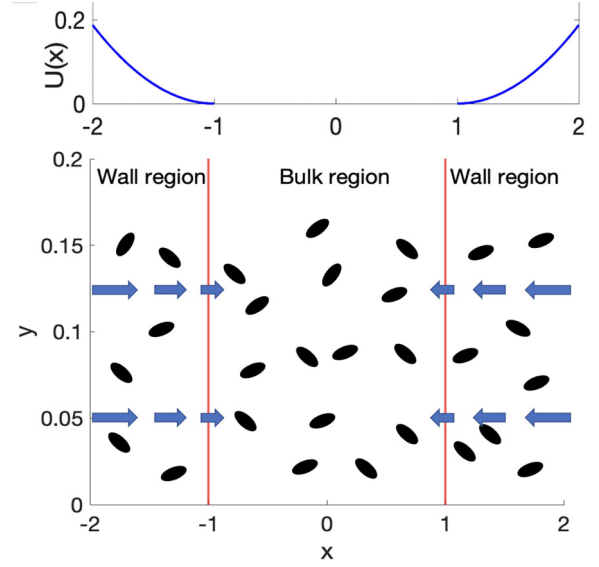 0.2
U(x)
0
-2 -1 0 1 2
x
0.2
Wall region Bulk region Wall region
0.15
y
0.1
0.05
0
-2 -1 0 1 2
x